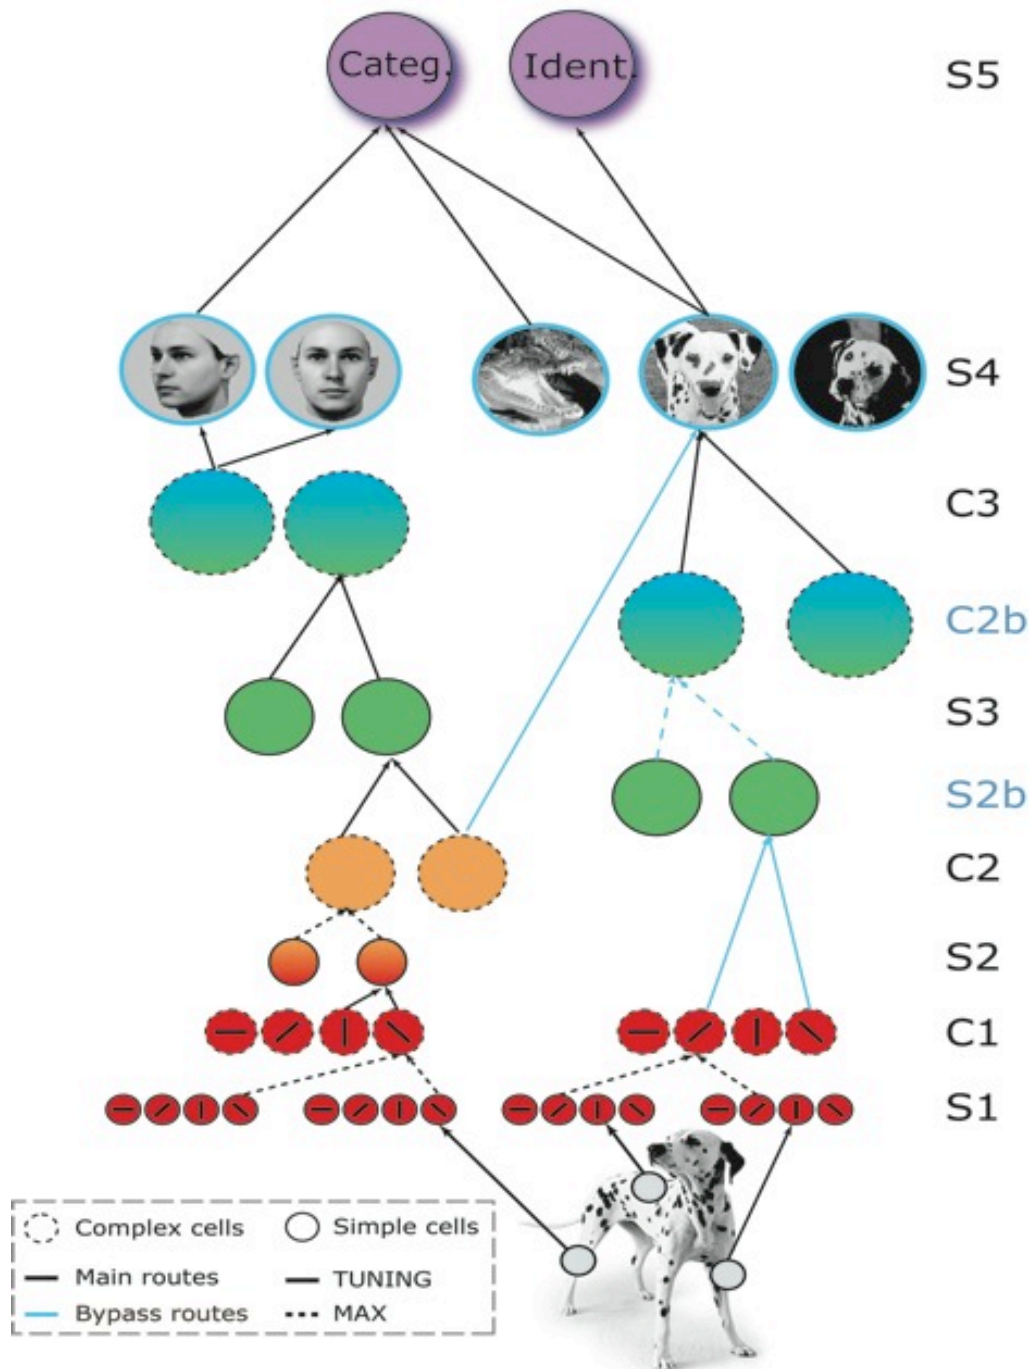 Categ.
Ident.
S5
S4
C3
C2b
S3
S2b
C2
S2
C1
S1
Complex cells
Simple cells
Main routes
TUNING
Bypass routes
MAX